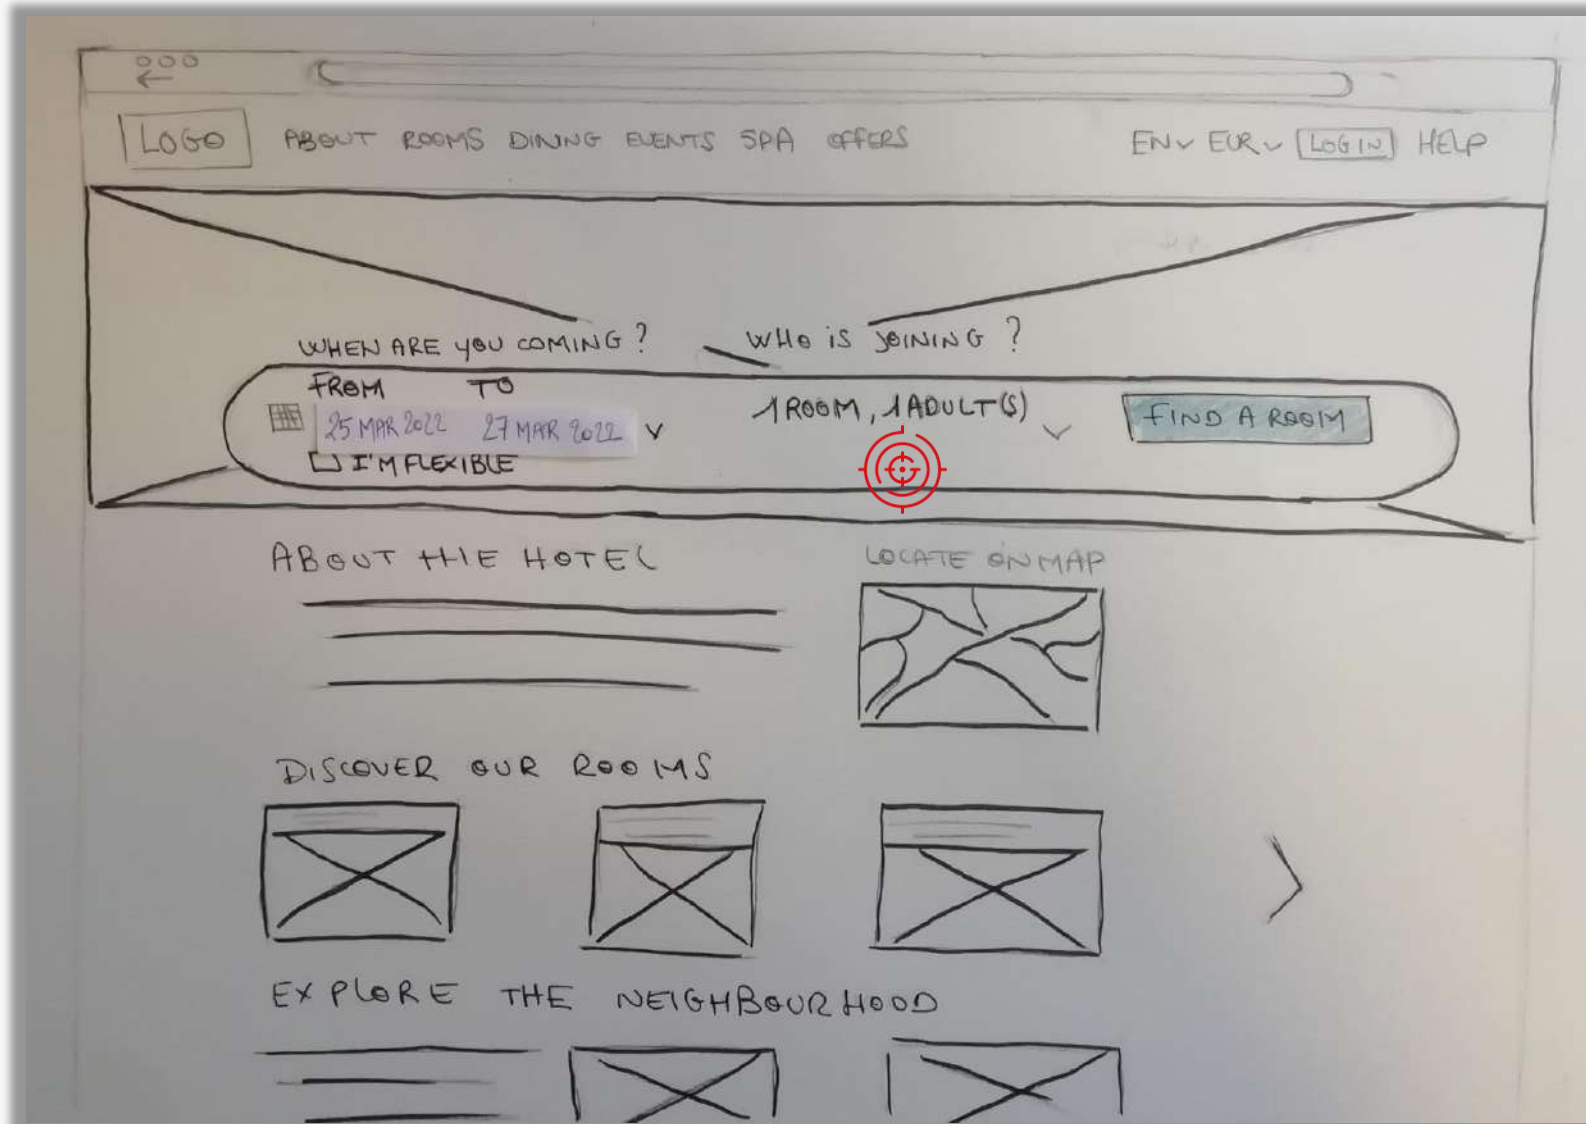 LOGO ABOUT ROOMS DINING EVENTS SPA OFFERS EN EUR LOGIN HELP
WHEN ARE YOU COMING? WHO IS JOINING?
FROM TO
25 MAR 2022 27 MAR 2022 1 ROOM, 1 ADULT(S) FIND A ROOM
I'M FLEXIBLE
ABOUT THE HOTEL LOCATE ON MAP
DISCOVER OUR ROOMS
EXPLORE THE NEIGHBOURHOOD